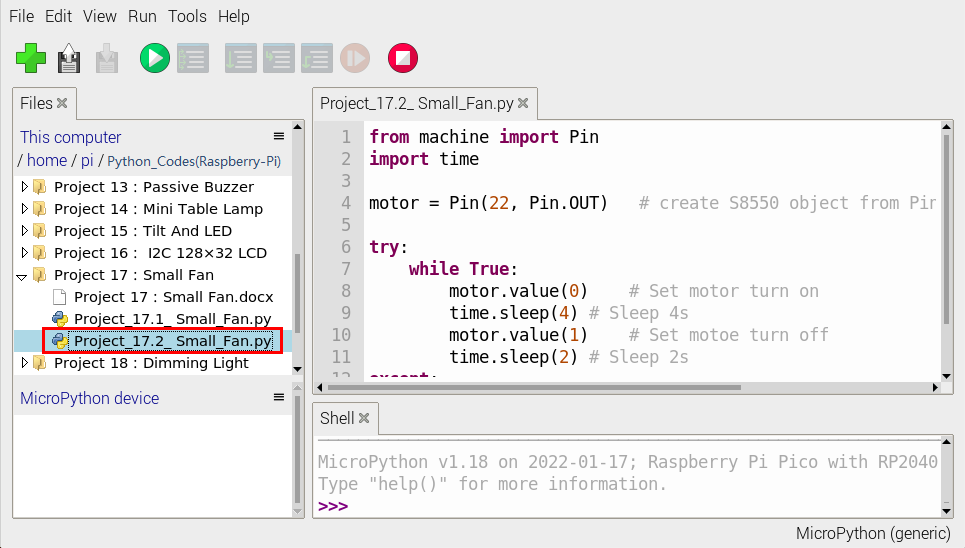 File Edit View Run Tools Help
Files
This computer
/ home / pi / Python_Codes(Raspberry-Pi)
Project 13 : Passive Buzzer
Project 14 : Mini Table Lamp
Project 15 : Tilt And LED
Project 16 : I2C 128×32 LCD
Project 17 : Small Fan
Project 17 : Small Fan.docx
Project_17.1_ Small_Fan.py
Project_17.2_ Small_Fan.py
Project 18 : Dimming Light
MicroPython device
Project_17.2_ Small_Fan.py
1 from machine import Pin
2 import time
3
4 motor = Pin(22, Pin.OUT) # create S8550 object from Pin
5
6 try:
7 while True:
8 motor.value(0) # Set motor turn on
9 time.sleep(4) # Sleep 4s
10 motor.value(1) # Set motoe turn off
11 time.sleep(2) # Sleep 2s
12 except:
Shell
MicroPython v1.18 on 2022-01-17; Raspberry Pi Pico with RP2040
Type "help()" for more information.
>>>
MicroPython (generic)